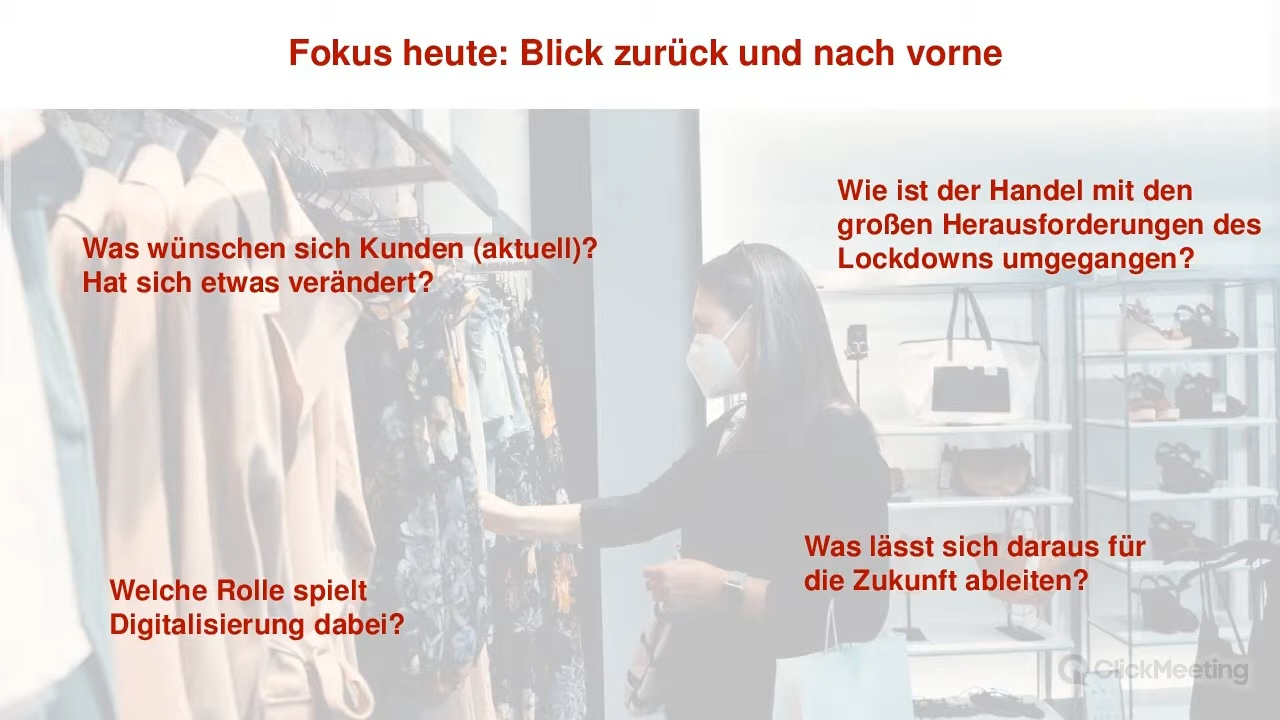 Fokus heute: Blick zurück und nach vorne
Was wünschen sich Kunden (aktuell)?
Hat sich etwas verändert?
Wie ist der Handel mit den
großen Herausforderungen des
Lockdowns umgegangen?
Welche Rolle spielt
Digitalisierung dabei?
Was lässt sich daraus für
die Zukunft ableiten?
ClickMeeting